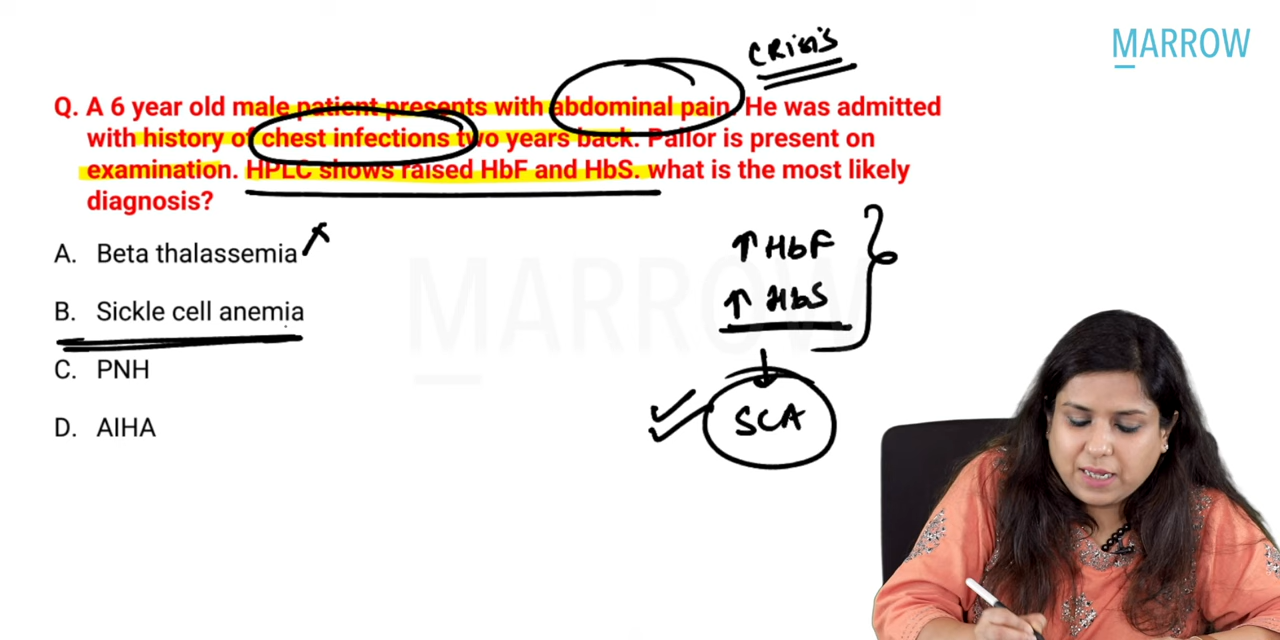 MARROW
CRisis
Q. A 6 year old male patient presents with abdominal pain. He was admitted
with history of chest infections two years back. Pallor is present on
examination. HPLC shows raised HbF and HbS. what is the most likely
diagnosis?
A. Beta thalassemia
B. Sickle cell anemia
C. PNH
D. AIHA
↑ HbF
↑ HbS
SCA
MARROW